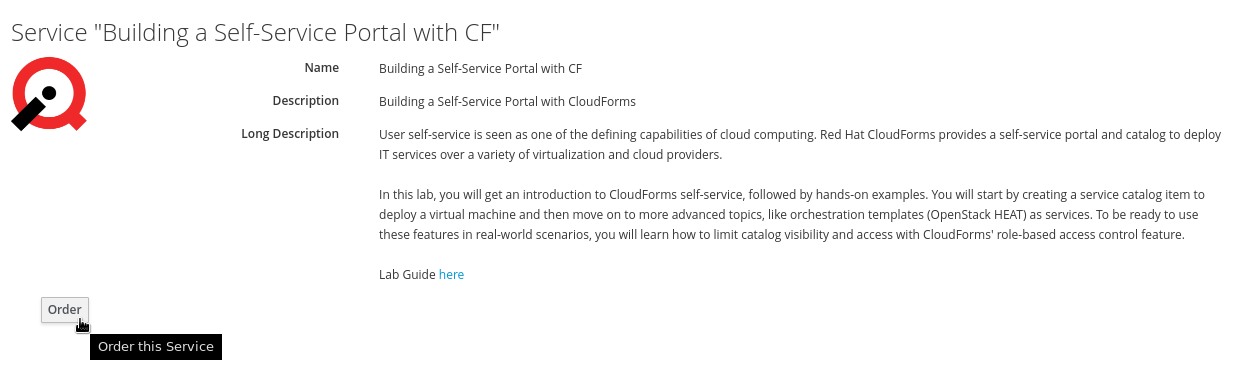 Service "Building a Self-Service Portal with CF"
Name Building a Self-Service Portal with CF
Description Building a Self-Service Portal with CloudForms
Long Description User self-service is seen as one of the defining capabilities of cloud computing. Red Hat CloudForms provides a self-service portal and catalog to deploy
IT services over a variety of virtualization and cloud providers.
In this lab, you will get an introduction to CloudForms self-service, followed by hands-on examples. You will start by creating a service catalog item to
deploy a virtual machine and then move on to more advanced topics, like orchestration templates (OpenStack HEAT) as services. To be ready to use
these features in real-world scenarios, you will learn how to limit catalog visibility and access with CloudForms' role-based access control feature.
Lab Guide here
Order
Order this Service